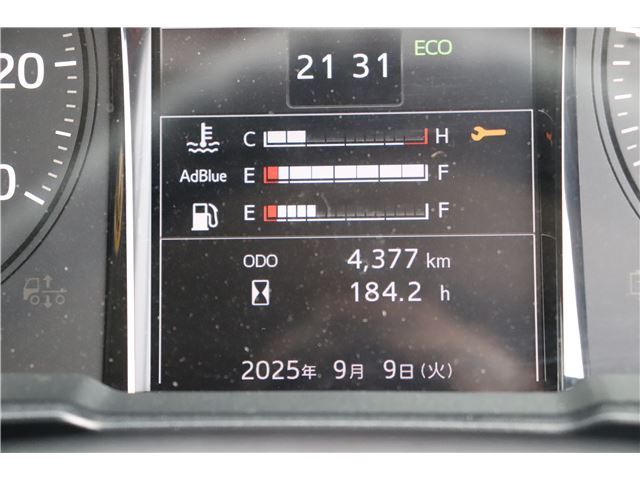 20
0
21 31
ECO
C H
AdBlue E F
E F
ODO 4,377 km
184.2 h
2025年 9月 9日(火)